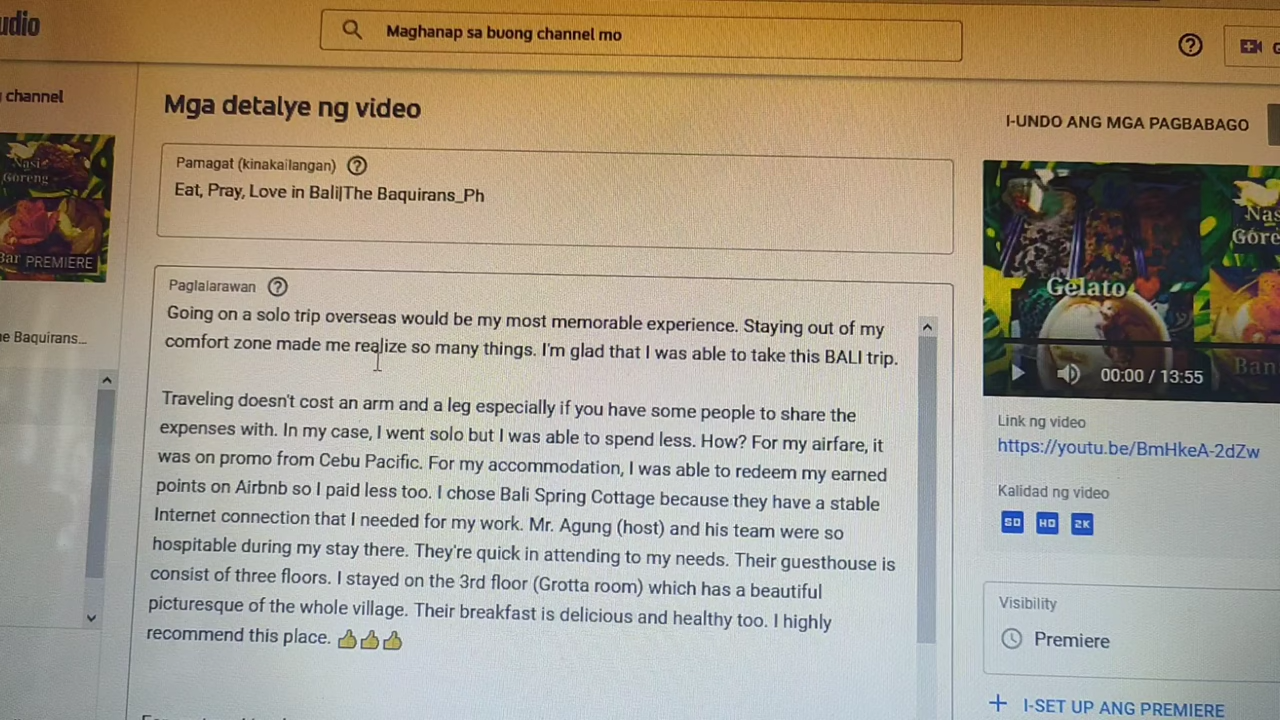 udio
Maghanap sa buong channel mo
channel
Mga detalye ng video
I-UNDO ANG MGA PAGBABAGO
Pamagat (kinakailangan)
Eat, Pray, Love in Bali|The Baquirans_Ph
Nasi
Goreng
Bar PREMIERE
Baquirans...
Paglalarawan
Going on a solo trip overseas would be my most memorable experience. Staying out of my
comfort zone made me realize so many things. I'm glad that I was able to take this BALI trip.
Traveling doesn't cost an arm and a leg especially if you have some people to share the
expenses with. In my case, I went solo but I was able to spend less. How? For my airfare, it
was on promo from Cebu Pacific. For my accommodation, I was able to redeem my earned
points on Airbnb so I paid less too. I chose Bali Spring Cottage because they have a stable
Internet connection that I needed for my work. Mr. Agung (host) and his team were so
hospitable during my stay there. They're quick in attending to my needs. Their guesthouse is
consist of three floors. I stayed on the 3rd floor (Grotta room) which has a beautiful
picturesque of the whole village. Their breakfast is delicious and healthy too. I highly
recommend this place. 👍👍👍
Nas
Gore
Gelato
Ban
00:00 / 13:55
Link ng video
https://youtu.be/BmHkeA-2dZw
Kalidad ng video
SD HD 2K
Visibility
Premiere
+ I-SET UP ANG PREMIERE